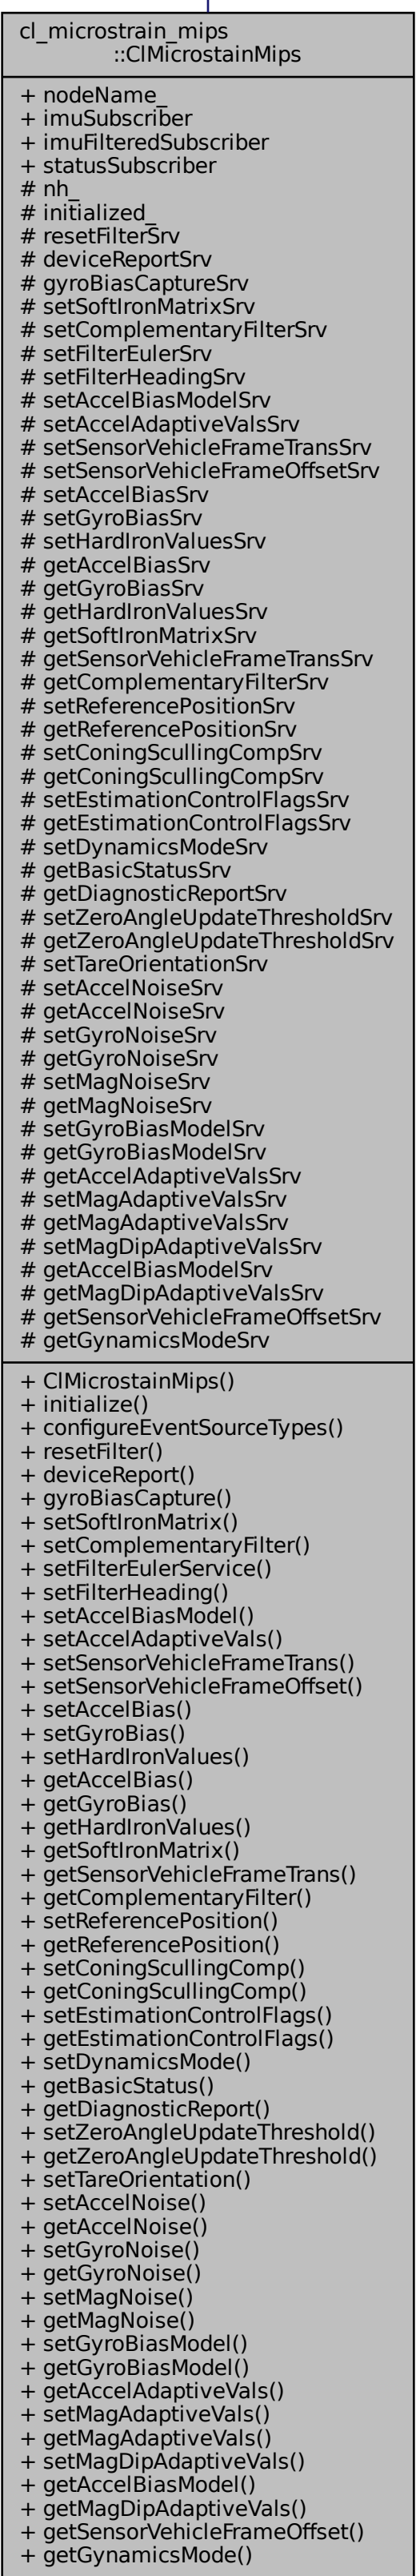 cl_microstrain_mips
::ClMicrostainMips
+ nodeName_
+ imuSubscriber
+ imuFilteredSubscriber
+ statusSubscriber
# nh_
# initialized_
# resetFilterSrv
# deviceReportSrv
# gyroBiasCaptureSrv
# setSoftIronMatrixSrv
# setComplementaryFilterSrv
# setFilterEulerSrv
# setFilterHeadingSrv
# setAccelBiasModelSrv
# setAccelAdaptiveValsSrv
# setSensorVehicleFrameTransSrv
# setSensorVehicleFrameOffsetSrv
# setAccelBiasSrv
# setGyroBiasSrv
# setHardIronValuesSrv
# getAccelBiasSrv
# getGyroBiasSrv
# getHardIronValuesSrv
# getSoftIronMatrixSrv
# getSensorVehicleFrameTransSrv
# getComplementaryFilterSrv
# setReferencePositionSrv
# getReferencePositionSrv
# setConingScullingCompSrv
# getConingScullingCompSrv
# setEstimationControlFlagsSrv
# getEstimationControlFlagsSrv
# setDynamicsModeSrv
# getBasicStatusSrv
# getDiagnosticReportSrv
# setZeroAngleUpdateThresholdSrv
# getZeroAngleUpdateThresholdSrv
# setTareOrientationSrv
# setAccelNoiseSrv
# getAccelNoiseSrv
# setGyroNoiseSrv
# getGyroNoiseSrv
# setMagNoiseSrv
# getMagNoiseSrv
# setGyroBiasModelSrv
# getGyroBiasModelSrv
# getAccelAdaptiveValsSrv
# setMagAdaptiveValsSrv
# getMagAdaptiveValsSrv
# setMagDipAdaptiveValsSrv
# getAccelBiasModelSrv
# getMagDipAdaptiveValsSrv
# getSensorVehicleFrameOffsetSrv
# getGynamicsModeSrv
+ ClMicrostainMips()
+ initialize()
+ configureEventSourceTypes()
+ resetFilter()
+ deviceReport()
+ gyroBiasCapture()
+ setSoftIronMatrix()
+ setComplementaryFilter()
+ setFilterEulerService()
+ setFilterHeading()
+ setAccelBiasModel()
+ setAccelAdaptiveVals()
+ setSensorVehicleFrameTrans()
+ setSensorVehicleFrameOffset()
+ setAccelBias()
+ setGyroBias()
+ setHardIronValues()
+ getAccelBias()
+ getGyroBias()
+ getHardIronValues()
+ getSoftIronMatrix()
+ getSensorVehicleFrameTrans()
+ getComplementaryFilter()
+ setReferencePosition()
+ getReferencePosition()
+ setConingScullingComp()
+ getConingScullingComp()
+ setEstimationControlFlags()
+ getEstimationControlFlags()
+ setDynamicsMode()
+ getBasicStatus()
+ getDiagnosticReport()
+ setZeroAngleUpdateThreshold()
+ getZeroAngleUpdateThreshold()
+ setTareOrientation()
+ setAccelNoise()
+ getAccelNoise()
+ setGyroNoise()
+ getGyroNoise()
+ setMagNoise()
+ getMagNoise()
+ setGyroBiasModel()
+ getGyroBiasModel()
+ getAccelAdaptiveVals()
+ setMagAdaptiveVals()
+ getMagAdaptiveVals()
+ setMagDipAdaptiveVals()
+ getAccelBiasModel()
+ getMagDipAdaptiveVals()
+ getSensorVehicleFrameOffset()
+ getGynamicsMode()